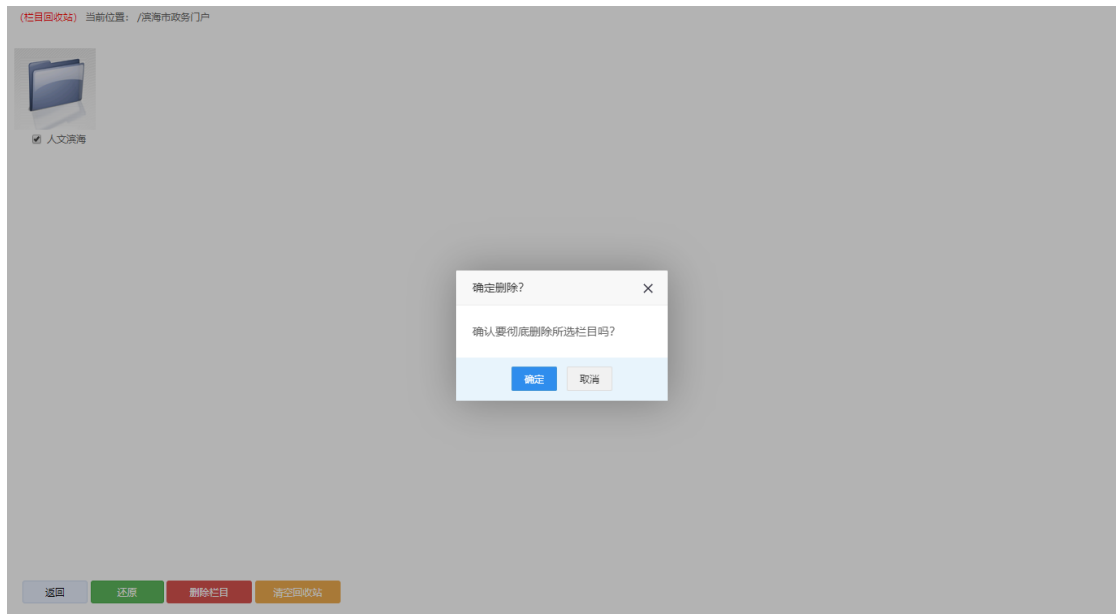 (栏目回收站) 当前位置： /滨海市政务门户
人文滨海
确定删除?
确认要彻底删除所选栏目吗?
确定 取消
返回 还原 删除栏目 清空回收站